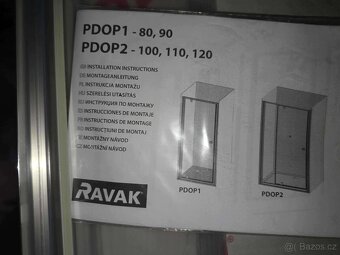 PDOP1 - 80, 90
PDOP2 - 100, 110, 120
INSTALLATION INSTRUCTIONS
MONTAGEANLEITUNG
INSTRUKCJA MONTAŻU
SZERELÉSI UTASÍTÁS
ИНСТРУКЦИЯ ПО МОНТАЖУ
INSTRUCCIONES DE MONTAJE
INSTRUCTIONS DE MONTAGE
INSTRUCŢIUNI DE MONTAJ
MONTÁŽNY NÁVOD
MONTÁŽNÍ NÁVOD
PDOP1
PDOP2
RAVAK
Bazos.cz